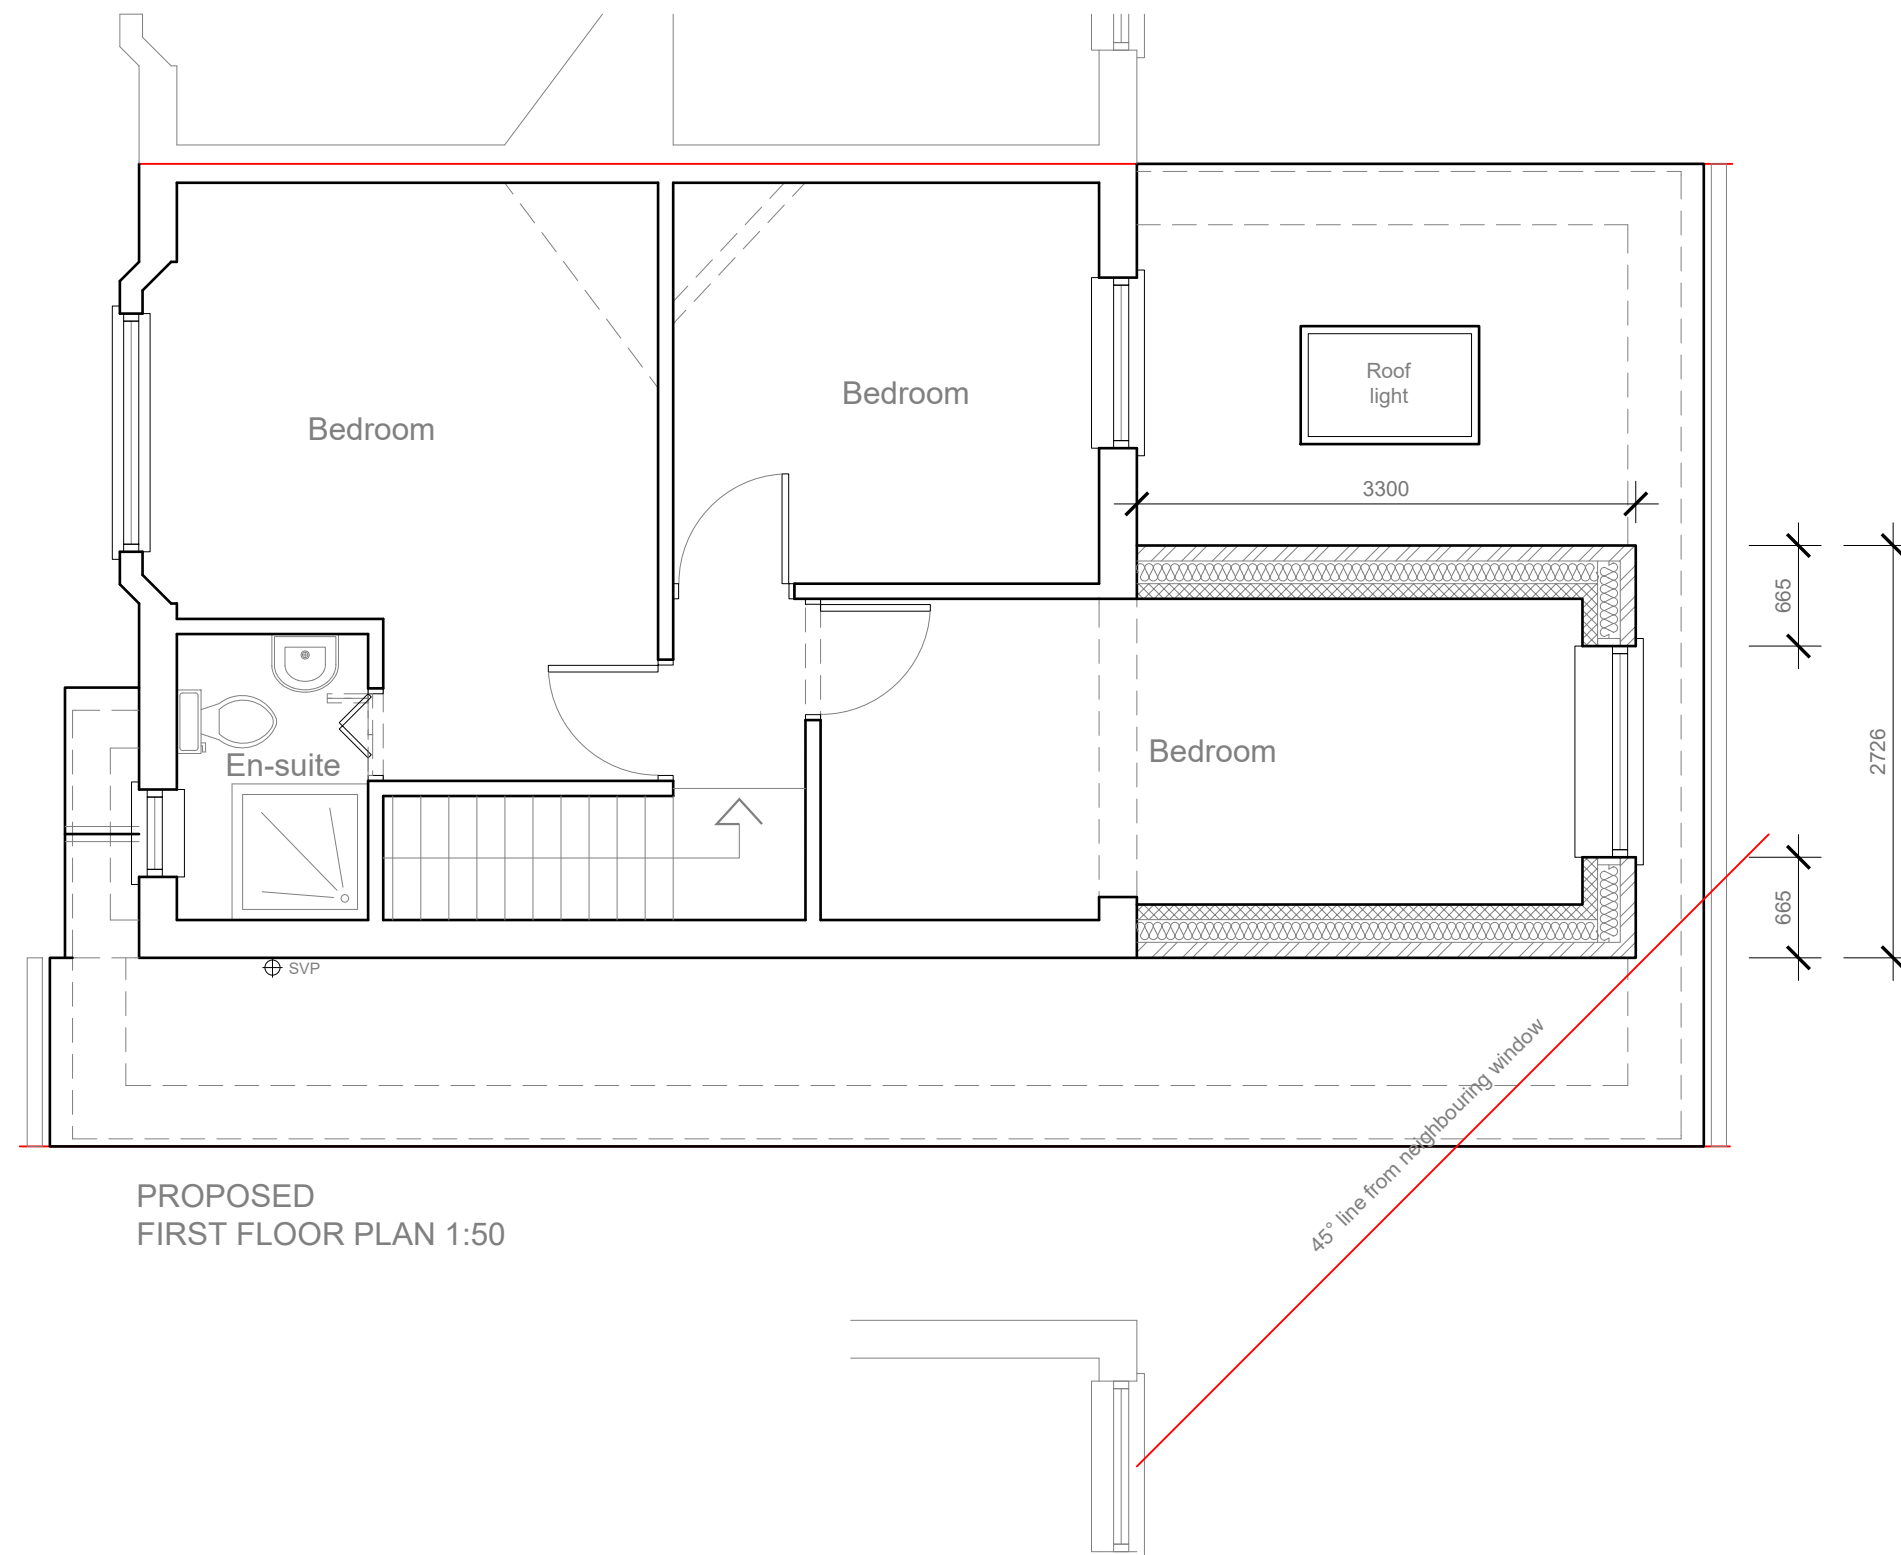 Bedroom
Bedroom
Roof
light
3300
665
2726
Bedroom
En-suite
665
SVP
45° line from neighbouring window
PROPOSED
FIRST FLOOR PLAN 1:50